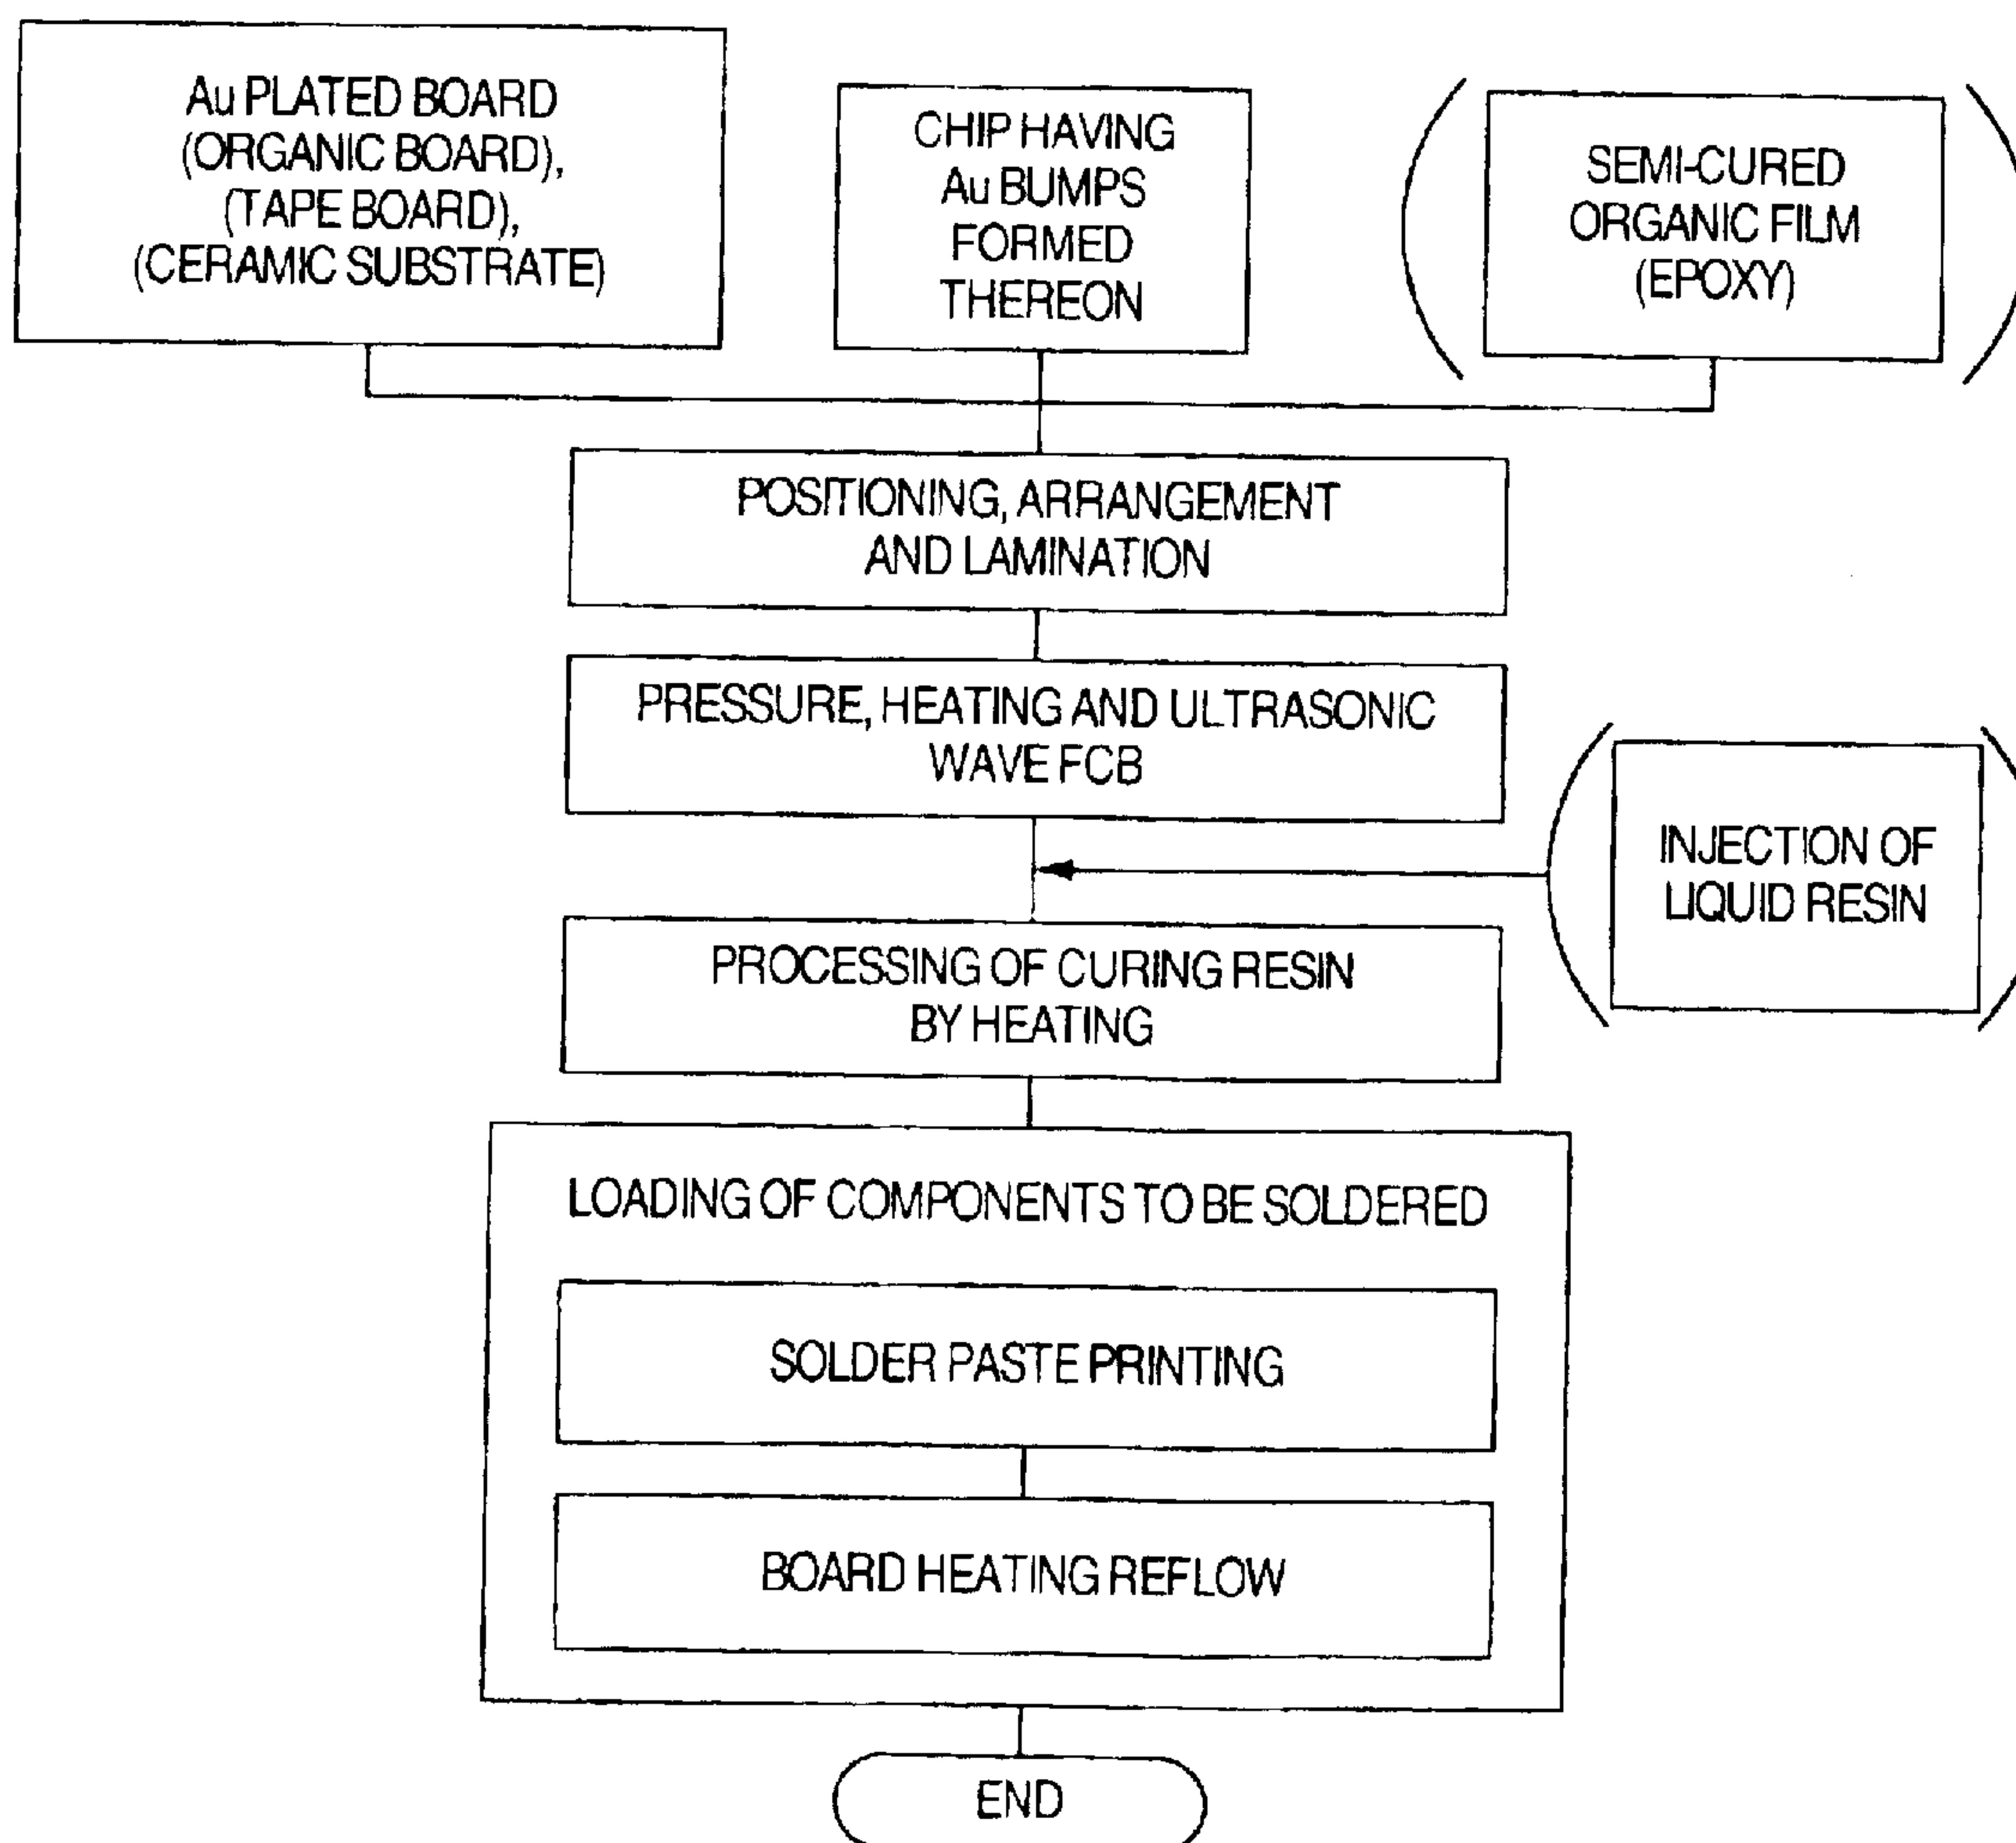 Au PLATED BOARD
(ORGANIC BOARD),
(TAPE BOARD),
(CERAMIC SUBSTRATE)
CHIP HAVING
Au BUMPS
FORMED
THEREON
SEMI-CURED
ORGANIC FILM
(EPOXY)
POSITIONING, ARRANGEMENT
AND LAMINATION
PRESSURE, HEATING AND ULTRASONIC
WAVE FCB
INJECTION OF
LIQUID RESIN
PROCESSING OF CURING RESIN
BY HEATING
LOADING OF COMPONENTS TO BE SOLDERED
SOLDER PASTE PRINTING
BOARD HEATING REFLOW
END